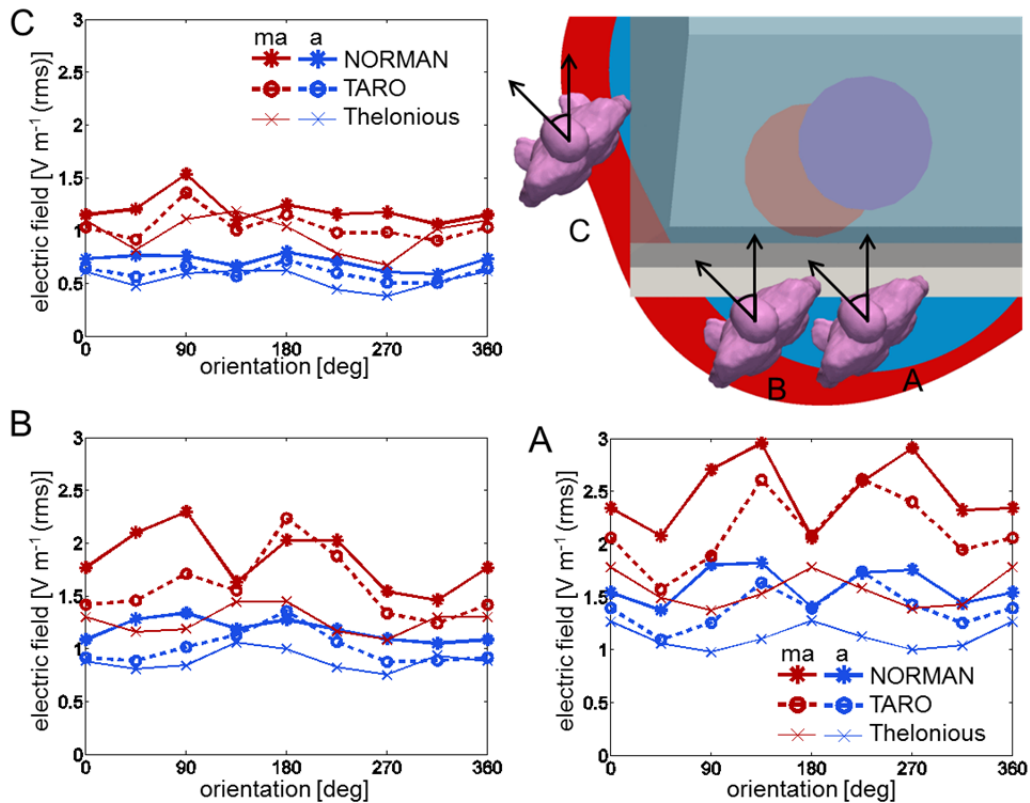 C
3
2.5
2
1.5
1
0.5
0
electric field [V m⁻¹ (rms)]
ma a
NORMAN
TARO
Thelonious
0 90 180 270 360
orientation [deg]
C
B
A
B
3
2.5
2
1.5
1
0.5
0
electric field [V m⁻¹ (rms)]
0 90 180 270 360
orientation [deg]
A
3
2.5
2
1.5
1
0.5
0
electric field [V m⁻¹ (rms)]
ma a
NORMAN
TARO
Thelonious
0 90 180 270 360
orientation [deg]